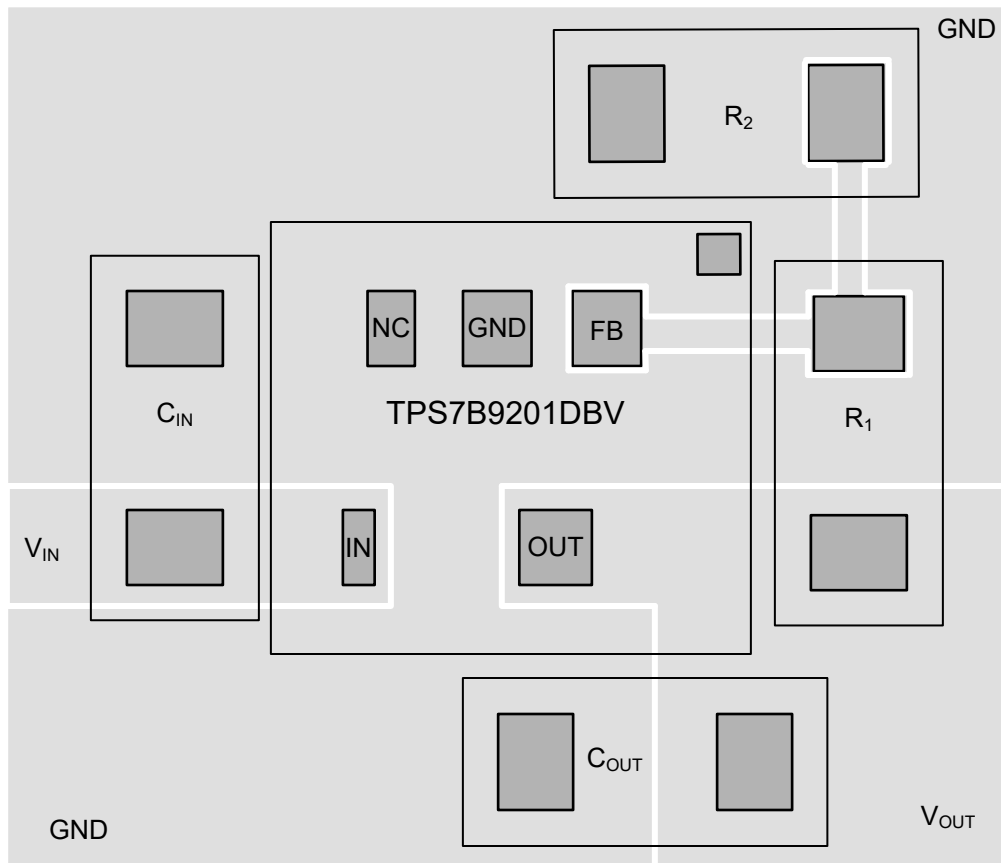 GND
R2
NC
GND
FB
TPS7B9201DBV
CIN
R1
VIN
IN
OUT
COUT
VOUT
GND